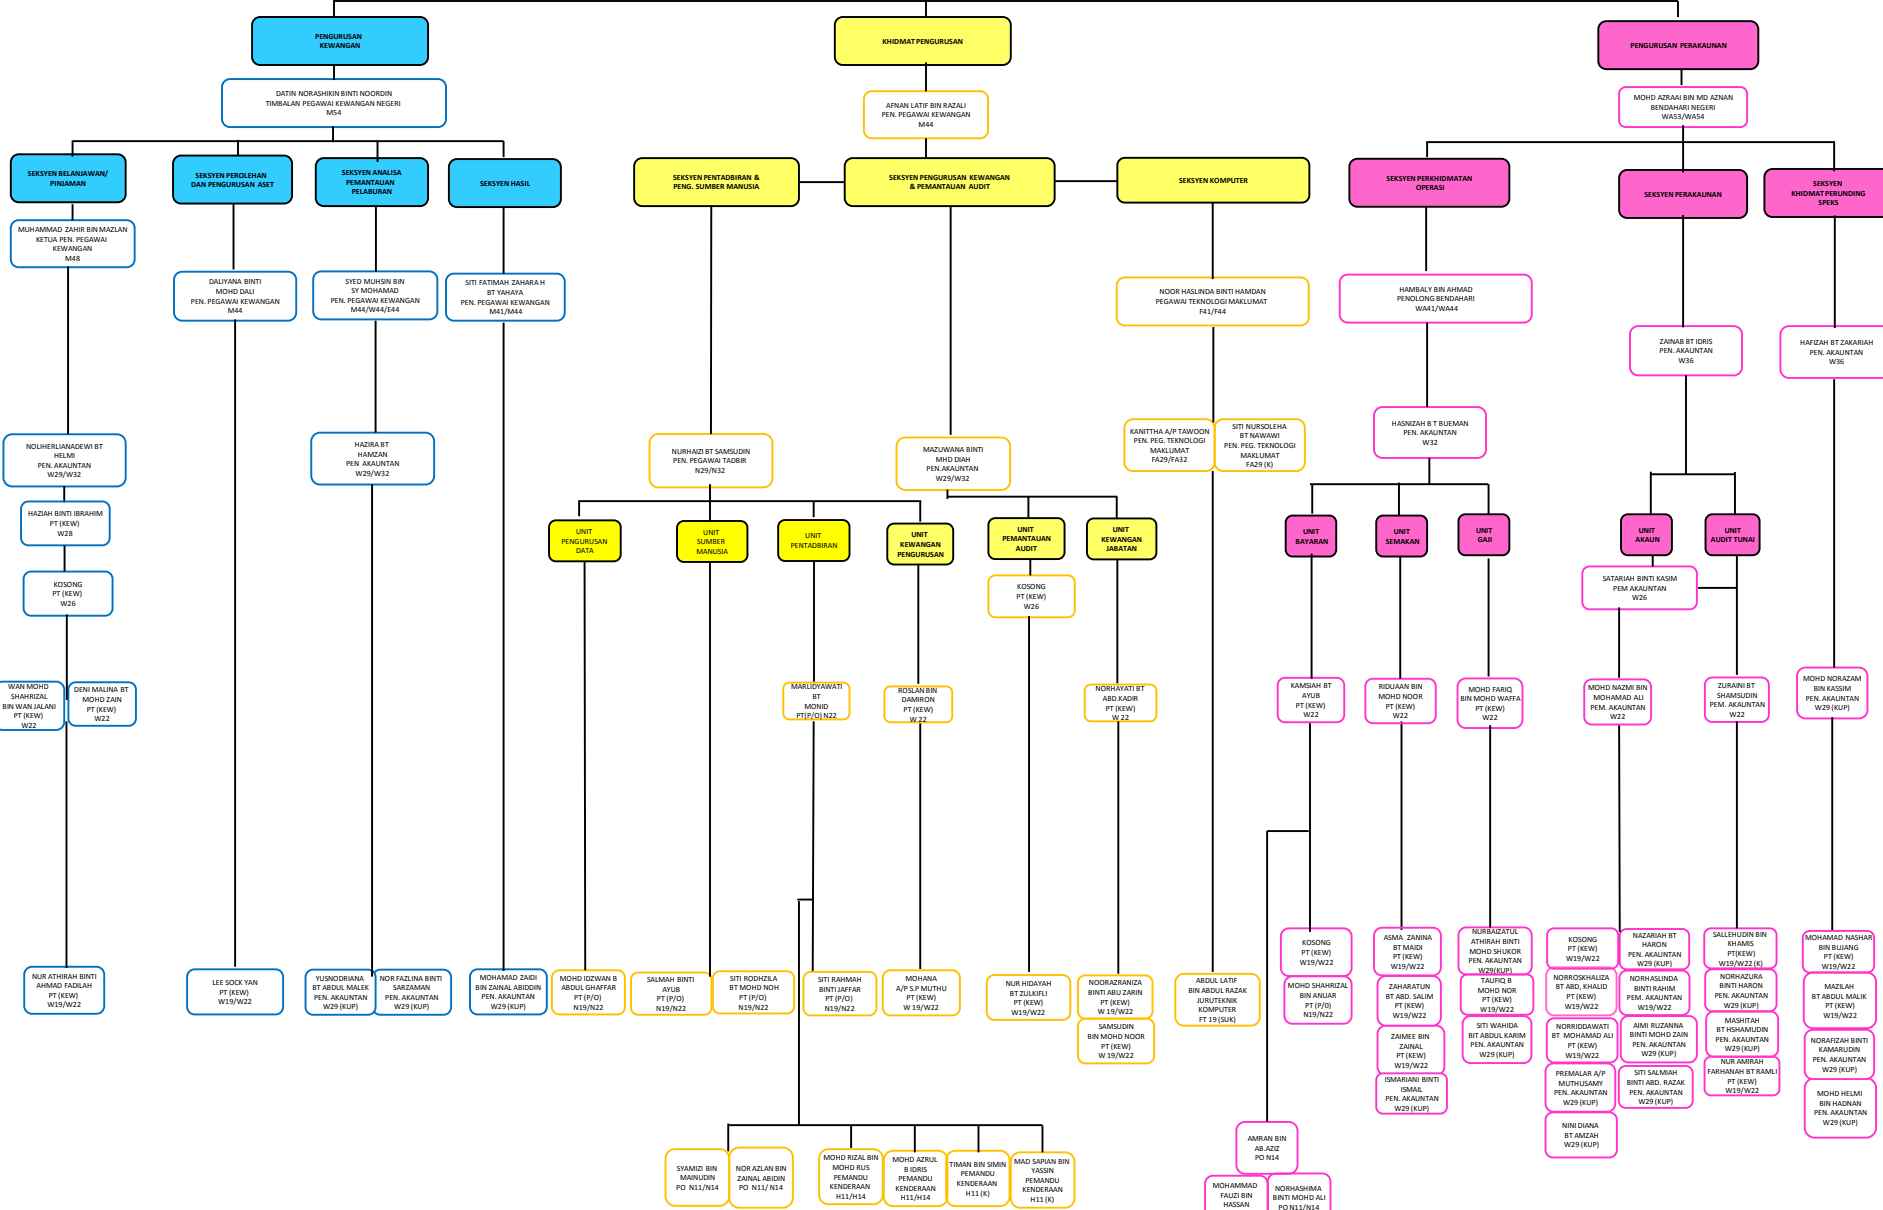 PENGURUSAN
KEWANGAN
KHIDMAT PENGURUSAN
PENGURUSAN PERAKAUNAN
DATIN NORASHIKIN BINTI NOORDIN
TIMBALAN PEGAWAI KEWANGAN NEGERI
M54
AFNAN LATIF BIN RAZALI
PEN. PEGAWAI KEWANGAN
M44
MOHD AZRAAI BIN MD AZNAN
BENDAHARI NEGERI
WA53/WA54
SEKSYEN BELANJAWAN/
PINJAMAN
SEKSYEN PEROLEHAN
DAN PENGURUSAN ASET
SEKSYEN ANALISA
PEMANTAUAN
PELABURAN
SEKSYEN HASIL
SEKSYEN PENTADBIRAN &
PENG. SUMBER MANUSIA
SEKSYEN PENGURUSAN KEWANGAN
& PEMANTAUAN AUDIT
SEKSYEN KOMPUTER
SEKSYEN PERKHIDMATAN
OPERASI
SEKSYEN PERAKAUNAN
SEKSYEN
KHIDMAT PERUNDING
SPEKS
MUHAMMAD ZAHIR BIN MAZLAN
KETUA PEN. PEGAWAI
KEWANGAN
M48
DALIYANA BINTI
MOHD DALI
PEN. PEGAWAI KEWANGAN
M44
SYED MUHSIN BIN
SY MOHAMAD
PEN. PEGAWAI KEWANGAN
M44/W44/E44
SITI FATIMAH ZAHARA H
BT YAHAYA
PEN. PEGAWAI KEWANGAN
M41/M44
NOOR HASLINDA BINTI HAMDAN
PEGAWAI TEKNOLOGI MAKLUMAT
F41/F44
HAMBALY BIN AHMAD
PENOLONG BENDAHARI
WA41/WA44
ZAINAB BT IDRIS
PEN. AKAUNTAN
W36
HAFIZAH BT ZAKARIAH
PEN. AKAUNTAN
W36
NOLIHERLIANADEWI BT
HELMI
PEN. AKAUNTAN
W29/W32
HAZIRA BT
HAMZAN
PEN AKAUNTAN
W29/W32
NURHAIZI BT SAMSUDIN
PEN. PEGAWAI TADBIR
N29/N32
MAZUWANA BINTI
MHD DIAH
PEN.AKAUNTAN
W29/W32
KANITTHA A/P TAWOON
PEN. PEG. TEKNOLOGI
MAKLUMAT
FA29/FA32
SITI NURSOLEHA
BT NAWAWI
PEN. PEG. TEKNOLOGI
MAKLUMAT
FA29 (K)
HASNIZAH B T BUEMAN
PEN. AKAUNTAN
W32
HAZIAH BINTI IBRAHIM
PT (KEW)
W28
UNIT
PENGURUSAN
DATA
UNIT
SUMBER
MANUSIA
UNIT
PENTADBIRAN
UNIT
KEWANGAN
PENGURUSAN
UNIT
PEMANTAUAN
AUDIT
UNIT
KEWANGAN
JABATAN
UNIT
BAYARAN
UNIT
SEMAKAN
UNIT
GAJI
UNIT
AKAUN
UNIT
AUDIT TUNAI
KOSONG
PT (KEW)
W26
KOSONG
PT (KEW)
W26
SATARIAH BINTI KASIM
PEM AKAUNTAN
W26
WAN MOHD
SHAHRIZAL
BIN WAN JALANI
PT (KEW)
W22
DENI MALINA BT
MOHD ZAIN
PT (KEW)
W22
MARLIDYAWATI
BT
MONID
PT(P/O) N22
ROSLAN BIN
DAMIRON
PT (KEW)
W 22
NORHAYATI BT
ABD.KADIR
PT (KEW)
W 22
KAMSIAH BT
AYUB
PT (KEW)
W22
RIDUAAN BIN
MOHD NOOR
PT (KEW)
W22
MOHD FARIQ
BIN MOHD WAFFA
PT (KEW)
W22
MOHD NAZMI BIN
MOHAMAD ALI
PEM. AKAUNTAN
W22
ZURAINI BT
SHAMSUDIN
PEM. AKAUNTAN
W22
MOHD NORAZAM
BIN KASSIM
PEN. AKAUNTAN
W29 (KUP)
NUR ATHIRAH BINTI
AHMAD FADILAH
PT (KEW)
W19/W22
LEE SOCK YAN
PT (KEW)
W19/W22
YUSNODRIANA
BT ABDUL MALEK
PEN. AKAUNTAN
W29 (KUP)
NOR FAZLINA BINTI
SARZMAN
PEN. AKAUNTAN
W29 (KUP)
MOHAMAD ZAIDI
BIN ZAINAL ABIDDIN
PEN. AKAUNTAN
W29 (KUP)
MOHD IDZWAN B
ABDUL GHAFFAR
PT (P/O)
N19/N22
SALMAH BINTI
AYUB
PT (P/O)
N19/N22
SITI RODHZILA
BT MOHD NOH
PT (P/O)
N19/N22
SITI RAHMAH
BINTI JAFFAR
PT (P/O)
N19/N22
MOHANA
A/P S.P MUTHU
PT (KEW)
W 19/W22
NUR HIDAYAH
BT ZULKIFLI
PT (KEW)
W19/W22
NOORAZRANIZA
BINTI ABU ZARIN
PT (KEW)
W 19/W22
SAMSUDIN
BIN MOHD NOOR
PT (KEW)
W 19/W22
ABDUL LATIF
BIN ABDUL RAZAK
JURUTEKNIK
KOMPUTER
FT 19 (SUK)
KOSONG
PT (KEW)
W19/W22
MOHD SHAHRIZAL
BIN ANUAR
PT (P/O)
N19/N22
ASMA ZANINA
BT MAIDI
PT (KEW)
W19/W22
ZAHARATUN
BT ABD. SALIM
PT (KEW)
W19/W22
ZAIMEE BIN
ZAINAL
PT (KEW)
W19/W22
ISMARIANI BINTI
ISMAIL
PEN. AKAUNTAN
W29 (KUP)
NURBAIZATUL
ATHIRAH BINTI
MOHD SHUKOR
PEN. AKAUNTAN
W29(KUP)
TAUFIQ B
MOHD NOR
PT (KEW)
W19/W22
SITI WAHIDA
BIT ABDUL KARIM
PEN. AKAUNTAN
W29 (KUP)
KOSONG
PT (KEW)
W19/W22
NORROSKHALIZA
BT ABD, KHALID
PT (KEW)
W19/W22
NORRIDDAWATI
BT MOHAMAD ALI
PT (KEW)
W19/W22
PREMALAR A/P
MUTHUSAMY
PEN. AKAUNTAN
W29 (KUP)
NINI DIANA
BT AMZAH
W29 (KUP)
NAZARIAH BT
HARON
PEN. AKAUNTAN
W29 (KUP)
NORHASLINDA
BINTI RAHIM
PEM. AKAUNTAN
W19/W22
AIMI RUZANNA
BINTI MOHD ZAIN
PEN. AKAUNTAN
W29 (KUP)
SITI SALMIAH
BINTI ABD. RAZAK
PEN. AKAUNTAN
W29 (KUP)
SALLEHUDIN BIN
KHAMIS
PT(KEW)
W19/W22 (K)
NORHAZURA
BINTI HARON
PEN. AKAUNTAN
W29 (KUP)
MASHITAH
BT HSHAMUDIN
PEN. AKAUNTAN
W29 (KUP)
NUR AMIRAH
FARHANAH BT RAMLI
PT (KEW)
W19/W22
MOHAMAD NASHAR
BIN BUJANG
PT (KEW)
W19/W22
MAZILAH
BT ABDUL MALIK
PT (KEW)
W19/W22
NORAFIZAH BINTI
KAMARUDIN
PEN. AKAUNTAN
W29 (KUP)
MOHD HELMI
BIN HADNAN
PEN. AKAUNTAN
W29 (KUP)
SYAMIZI BIN
MAINUDIN
PO N11/N14
NOR AZLAN BIN
ZAINAL ABIDIN
PO N11/ N14
MOHD RIZAL BIN
MOHD RUS
PEMANDU
KENDERAAN
H11/H14
MOHD AZRUL
B IDRIS
PEMANDU
KENDERAAN
H11/H14
TIMAN BIN SIMIN
PEMANDU
KENDERAAN
H11 (K)
MAD SAPIAN BIN
YASSIN
PEMANDU
KENDERAAN
H11 (K)
AMRAN BIN
AB.AZIZ
PO N14
MOHAMMAD
FAUZI BIN
HASSAN
NORHASHIMA
BINTI MOHD ALI
PO N11/N14